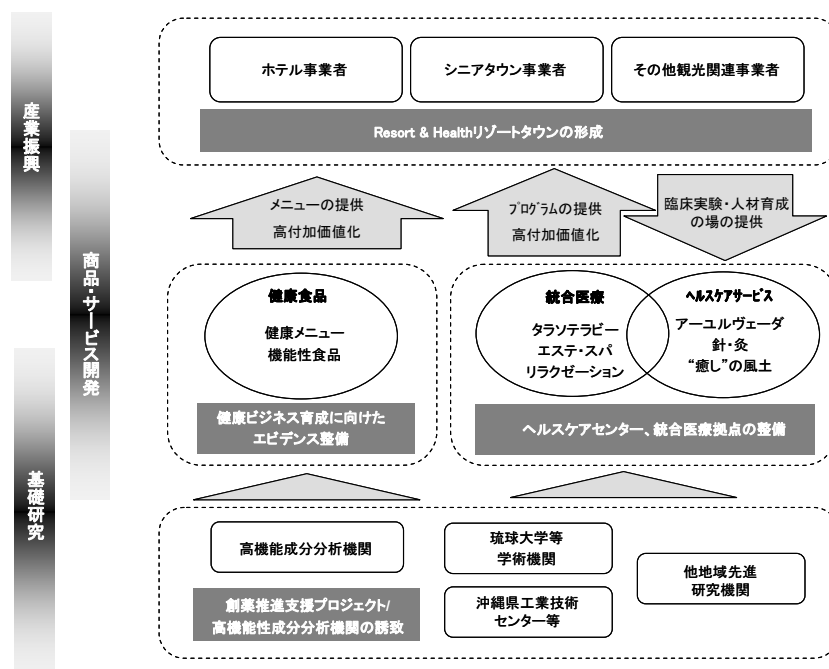 産業振興
商品・サービス開発
基礎研究
ホテル事業者
シニアタウン事業者
その他観光関連事業者
Resort & Healthリゾートタウンの形成
メニューの提供
高付加価値化
プログラムの提供
高付加価値化
臨床実験・人材育成
の場の提供
健康食品
健康メニュー
機能性食品
統合医療
タラソテラピー
エステ・スパ
リラクゼーション
ヘルスケアサービス
アーユルヴェーダ
針・灸
“癒し”の風土
健康ビジネス育成に向けた
エビデンス整備
ヘルスケアセンター、統合医療拠点の整備
高機能成分分析機関
琉球大学等
学術機関
他地域先進
研究機関
創薬推進支援プロジェクト/
高機能性成分分析機関の誘致
沖縄県工業技術
センター等